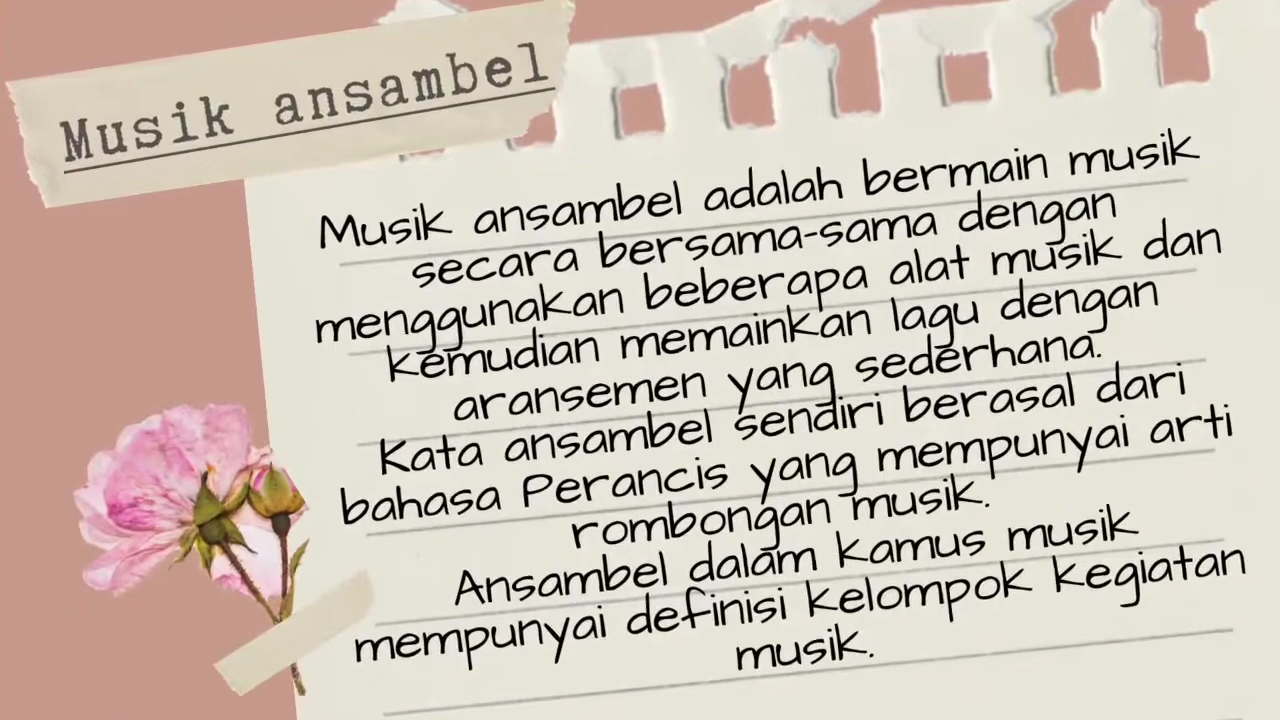 Musik ansambel
Musik ansambel adalah bermain musik
secara bersama-sama dengan
menggunakan beberapa alat musik dan
kemudian memainkan lagu dengan
aransemen yang sederhana.
Kata ansambel sendiri berasal dari
bahasa Perancis yang mempunyai arti
rombongan musik.
Ansambel dalam kamus musik
mempunyai definisi kelompok kegiatan
musik.